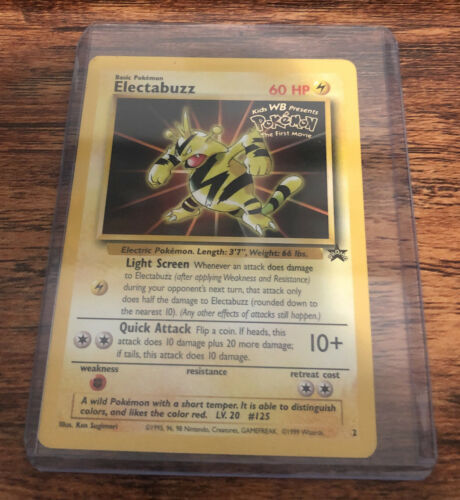 Basic Pokémon
Electabuzz 60 HP
Kids WB Presents
POKéMON
The First Movie
Electric Pokémon. Length: 3'7", Weight: 66 lbs.
Light Screen Whenever an attack does damage
to Electabuzz (after applying Weakness and Resistance)
during your opponent's next turn, that attack only
does half the damage to Electabuzz (rounded down to
the nearest 10). (Any other effects of attacks still happen.)
Quick Attack Flip a coin. If heads, this
attack does 10 damage plus 20 more damage;
if tails, this attack does 10 damage.
10+
weakness resistance retreat cost
A wild Pokémon with a short temper. It is able to distinguish
colors, and likes the color red. LV. 20 #125
Illus. Ken Sugimori ©1995, 96, 98 Nintendo, Creatures, GAMEFREAK. ©1999 Wizards. 2